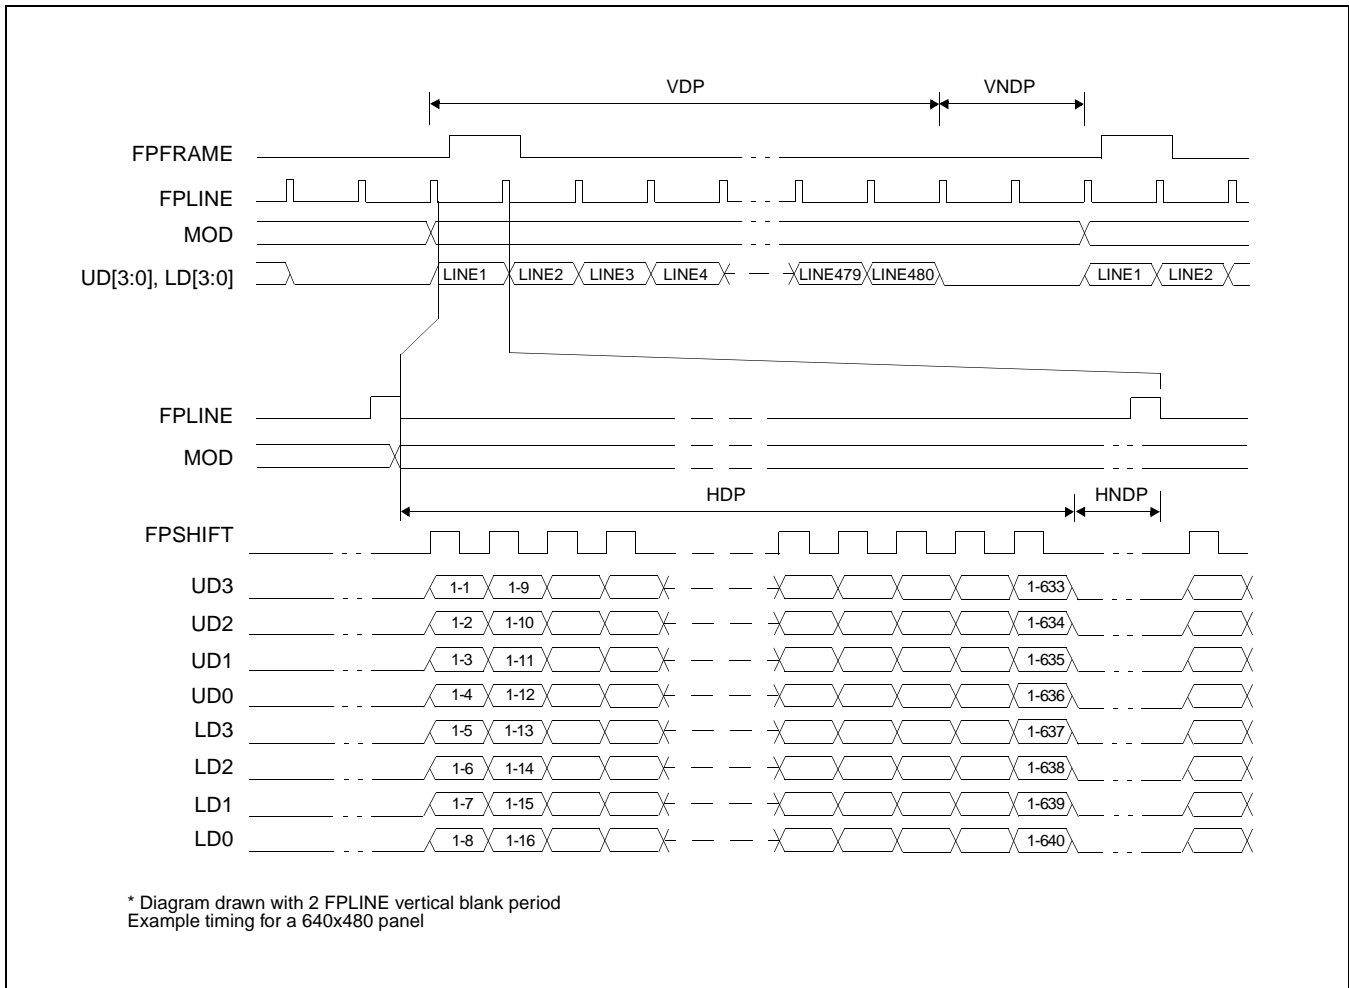 VDP VNDP
FPFRAME
FPLINE
MOD
UD[3:0], LD[3:0] LINE1 LINE2 LINE3 LINE4 LINE479 LINE480 LINE1 LINE2
FPLINE
MOD
HDP HNDP
FPSHIFT
UD3 1-1 1-9 1-633
UD2 1-2 1-10 1-634
UD1 1-3 1-11 1-635
UD0 1-4 1-12 1-636
LD3 1-5 1-13 1-637
LD2 1-6 1-14 1-638
LD1 1-7 1-15 1-639
LD0 1-8 1-16 1-640
* Diagram drawn with 2 FPLINE vertical blank period
Example timing for a 640x480 panel